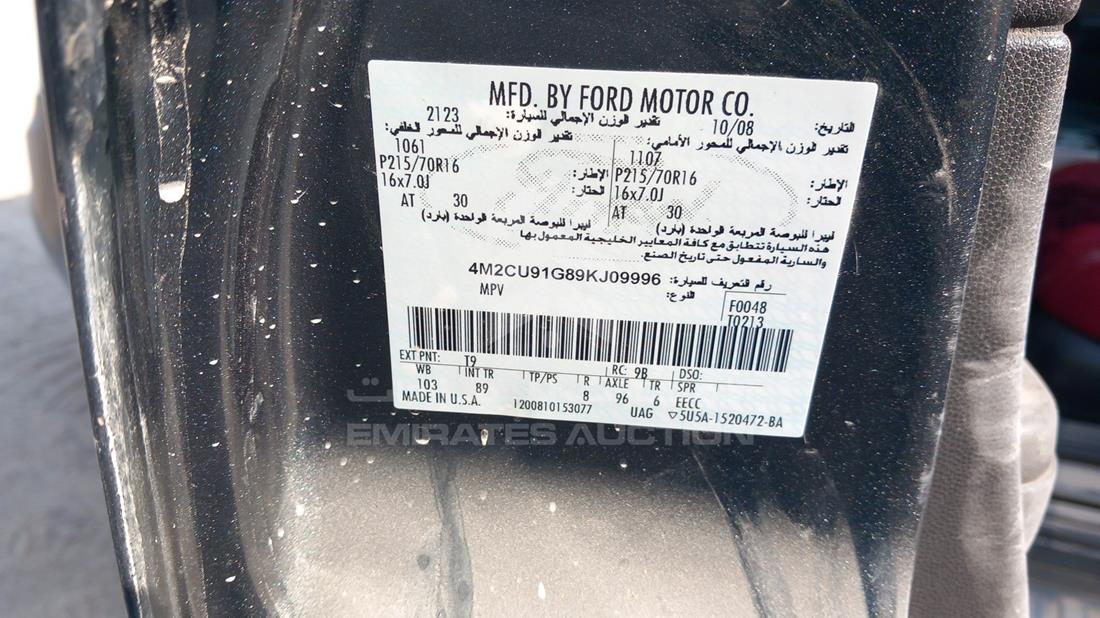 MFD. BY FORD MOTOR CO.
التاريخ: 10/08 تقدير الوزن الإجمالي للسيارة: 2123
تقدير الوزن الإجمالي للمحور الأمامي: تقدير الوزن الإجمالي للمحور الخلفي:
1107 1061
الإطار: P215/70R16 الإطار: P215/70R16
الحتار: 16x7.0J الحتار: 16x7.0J
AT 30 AT 30
ليبرا للبوصة المربعة الواحدة (بارد) ليبرا للبوصة المربعة الواحدة (بارد)
هذه السيارة تتطابق مع كافة المعايير الخليجية المعمول بها
والسارية المفعول حتى تاريخ الصنع.
رقم التعريف للسيارة: 4M2CU91G89KJ09996
النوع: MPV
F0048
T0213
EXT PNT: T9 RC: 9B DSO:
WB INT TR TP/PS R AXLE TR SPR
103 89 8 96 6 EECC
MADE IN U.S.A. 1200810153077 UAG ▽5U5A-1520472-BA
EMIRATES AUCTION